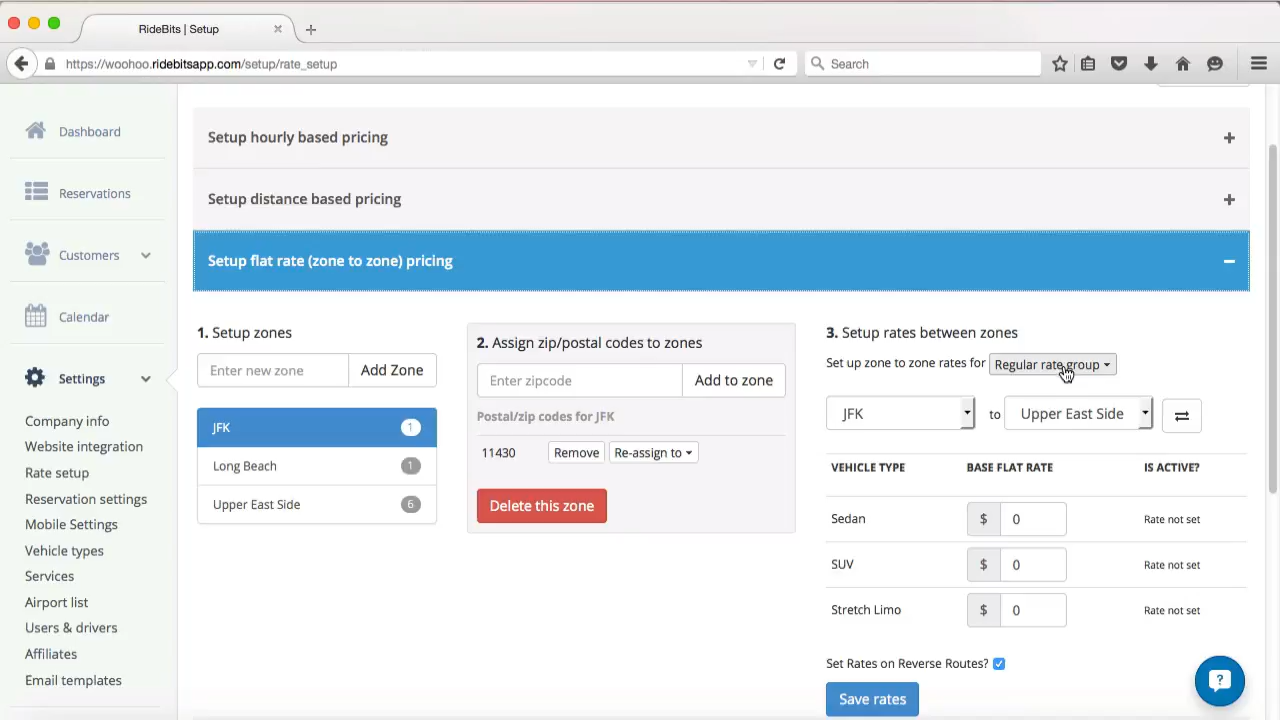 RideBits | Setup
https://woohoo.ridebitsapp.com/setup/rate_setup
Search
Dashboard
Reservations
Customers
Calendar
Settings
Company info
Website integration
Rate setup
Reservation settings
Mobile Settings
Vehicle types
Services
Airport list
Users & drivers
Affiliates
Email templates
Setup hourly based pricing
Setup distance based pricing
Setup flat rate (zone to zone) pricing
1. Setup zones
Enter new zone Add Zone
JFK 1
Long Beach 1
Upper East Side 6
2. Assign zip/postal codes to zones
Enter zipcode Add to zone
Postal/zip codes for JFK
11430 Remove Re-assign to
Delete this zone
3. Setup rates between zones
Set up zone to zone rates for Regular rate group
JFK to Upper East Side
VEHICLE TYPE BASE FLAT RATE IS ACTIVE?
Sedan $ 0 Rate not set
SUV $ 0 Rate not set
Stretch Limo $ 0 Rate not set
Set Rates on Reverse Routes?
Save rates